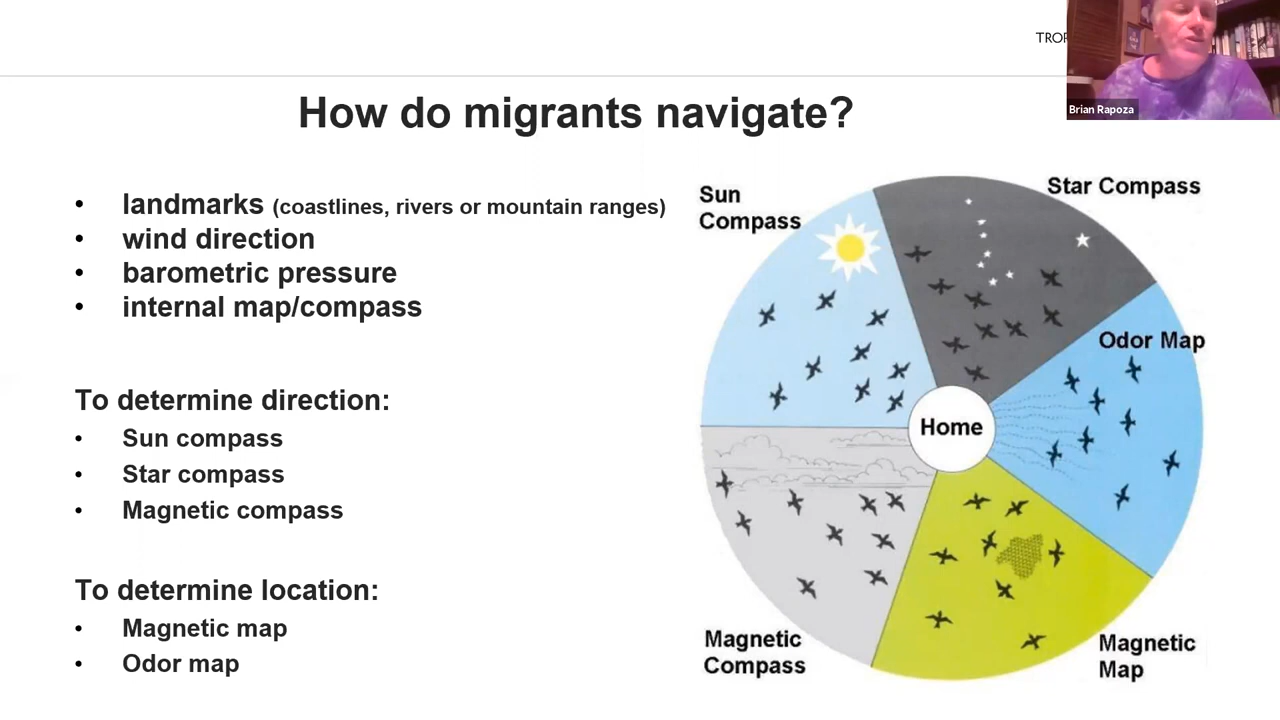 TROP
How do migrants navigate?
Brian Rapoza
• landmarks (coastlines, rivers or mountain ranges)
• wind direction
• barometric pressure
• internal map/compass
To determine direction:
• Sun compass
• Star compass
• Magnetic compass
To determine location:
• Magnetic map
• Odor map
Sun
Compass
Star Compass
Odor Map
Home
Magnetic
Compass
Magnetic
Map